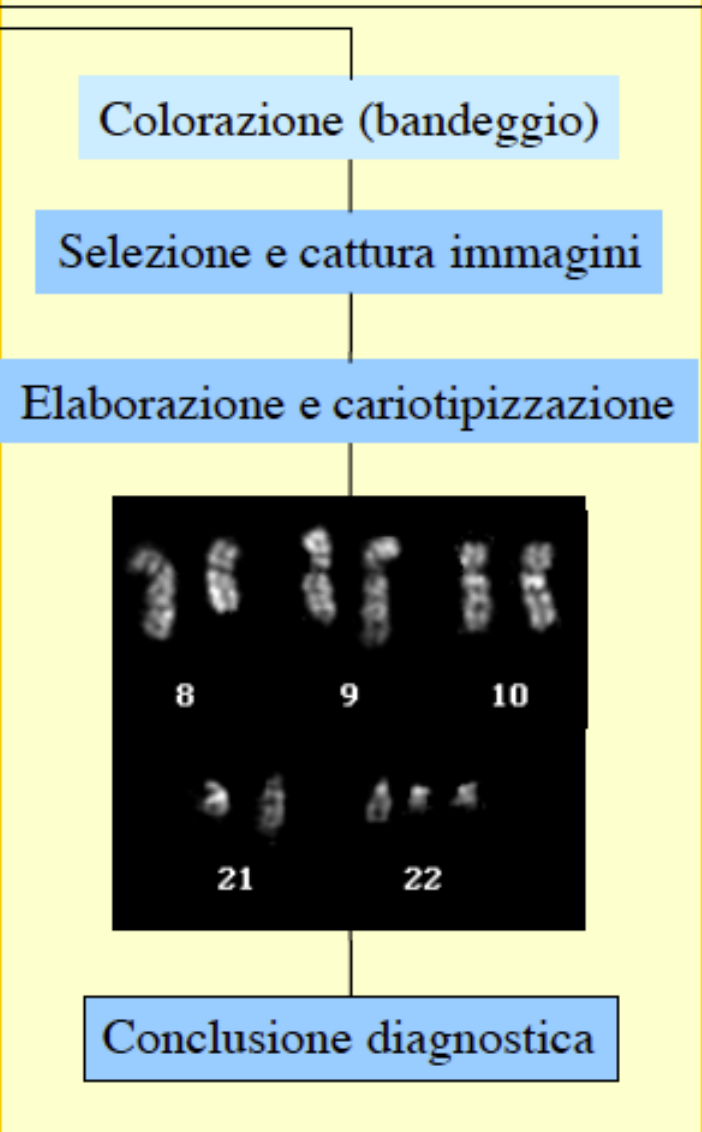 Colorazione (bandeggio)
Selezione e cattura immagini
Elaborazione e cariotipizzazione
8 9 10
21 22
Conclusione diagnostica